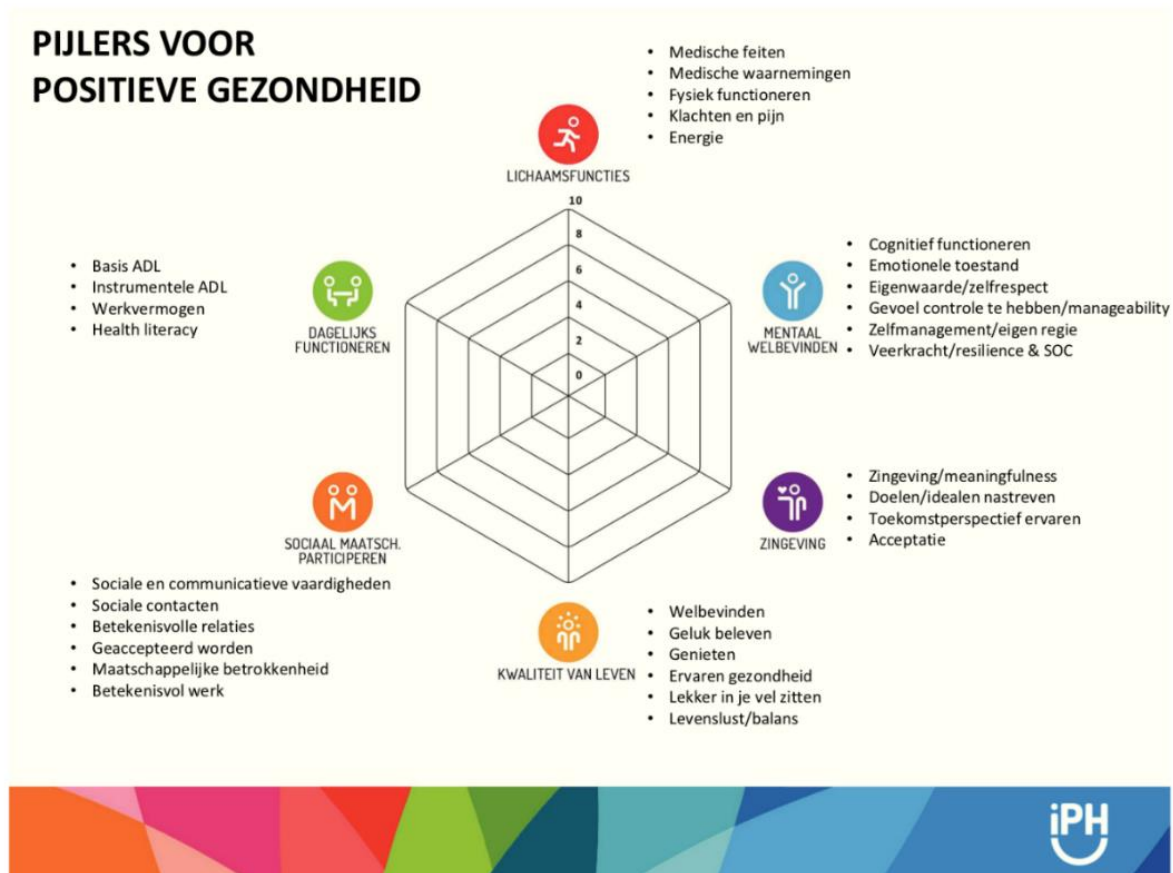 PIJLERS VOOR
POSITIEVE GEZONDHEID
• Medische feiten
• Medische waarnemingen
• Fysiek functioneren
• Klachten en pijn
• Energie
LICHAAMSFUNCTIES
10
8
6
4
2
0
• Cognitief functioneren
• Emotionele toestand
• Eigenwaarde/zelfrespect
• Gevoel controle te hebben/manageability
• Zelfmanagement/eigen regie
• Veerkracht/resilience & SOC
MENTAAL
WELBEVINDEN
• Zingeving/meaningfulness
• Doelen/idealen nastreven
• Toekomstperspectief ervaren
• Acceptatie
ZINGEVING
• Welbevinden
• Geluk beleven
• Genieten
• Ervaren gezondheid
• Lekker in je vel zitten
• Levenslust/balans
KWALITEIT VAN LEVEN
SOCIAAL MAATSCH.
PARTICIPEREN
• Sociale en communicatieve vaardigheden
• Sociale contacten
• Betekenisvolle relaties
• Geaccepteerd worden
• Maatschappelijke betrokkenheid
• Betekenisvol werk
• Basis ADL
• Instrumentele ADL
• Werkvermogen
• Health literacy
DAGELIJKS
FUNCTIONEREN
iPH